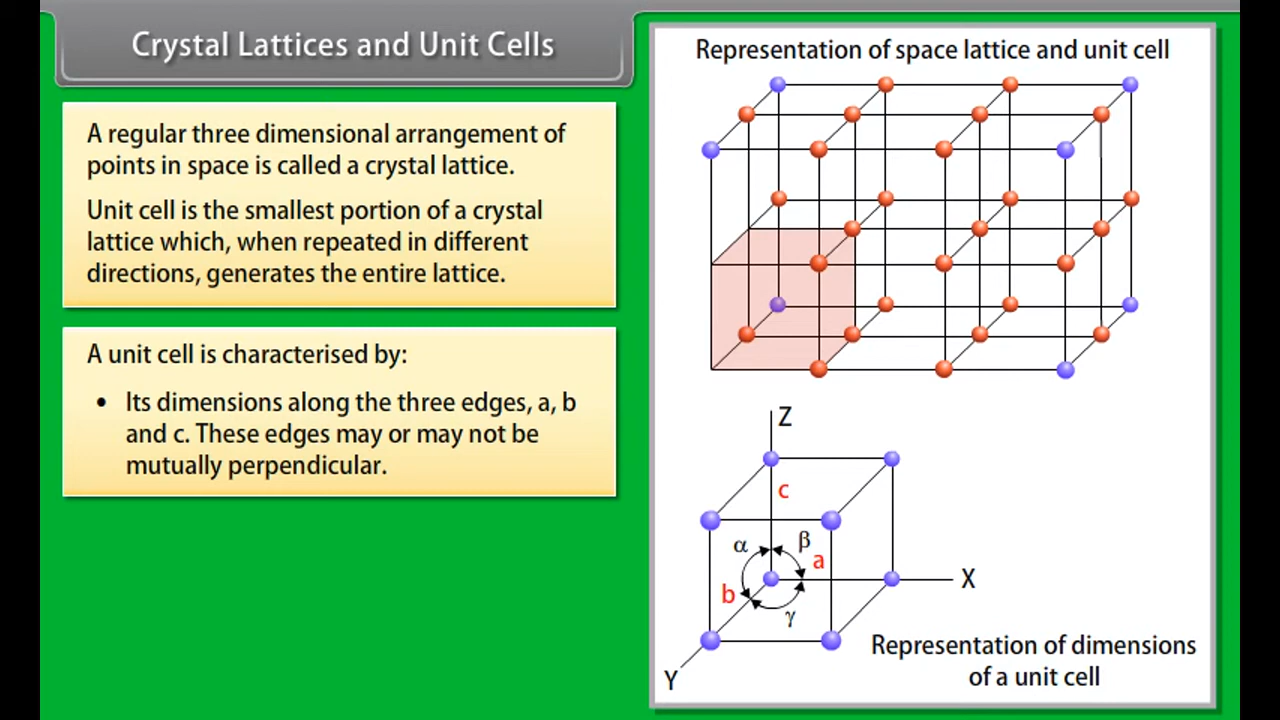 Crystal Lattices and Unit Cells
A regular three dimensional arrangement of
points in space is called a crystal lattice.
Unit cell is the smallest portion of a crystal
lattice which, when repeated in different
directions, generates the entire lattice.
A unit cell is characterised by:
• Its dimensions along the three edges, a, b
and c. These edges may or may not be
mutually perpendicular.
Representation of space lattice and unit cell
Z
c
α β
a
b
X
γ
Y
Representation of dimensions
of a unit cell